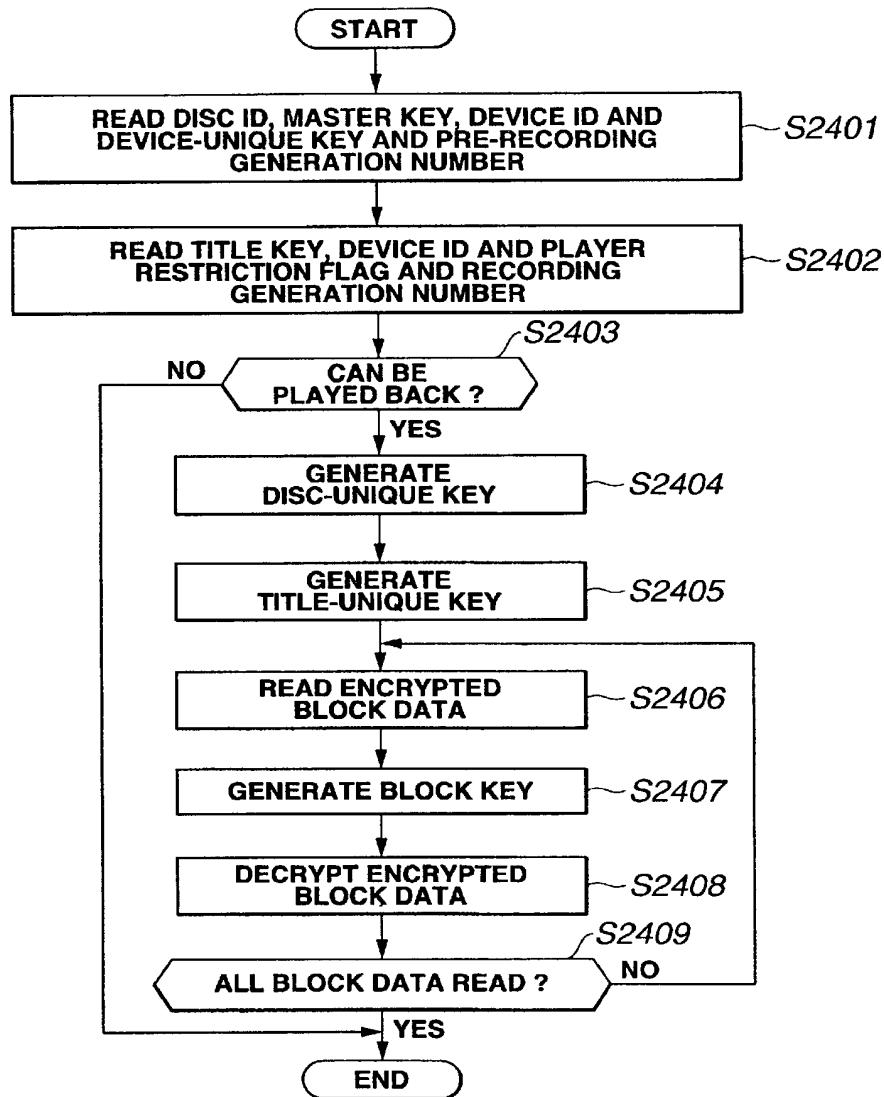 START
READ DISC ID, MASTER KEY, DEVICE ID AND
DEVICE-UNIQUE KEY AND PRE-RECORDING
GENERATION NUMBER
S2401
READ TITLE KEY, DEVICE ID AND PLAYER
RESTRICTION FLAG AND RECORDING
GENERATION NUMBER
S2402
S2403
NO
CAN BE
PLAYED BACK ?
YES
GENERATE
DISC-UNIQUE KEY
S2404
GENERATE
TITLE-UNIQUE KEY
S2405
READ ENCRYPTED
BLOCK DATA
S2406
GENERATE BLOCK KEY
S2407
DECRYPT ENCRYPTED
BLOCK DATA
S2408
S2409
ALL BLOCK DATA READ ?
NO
YES
END